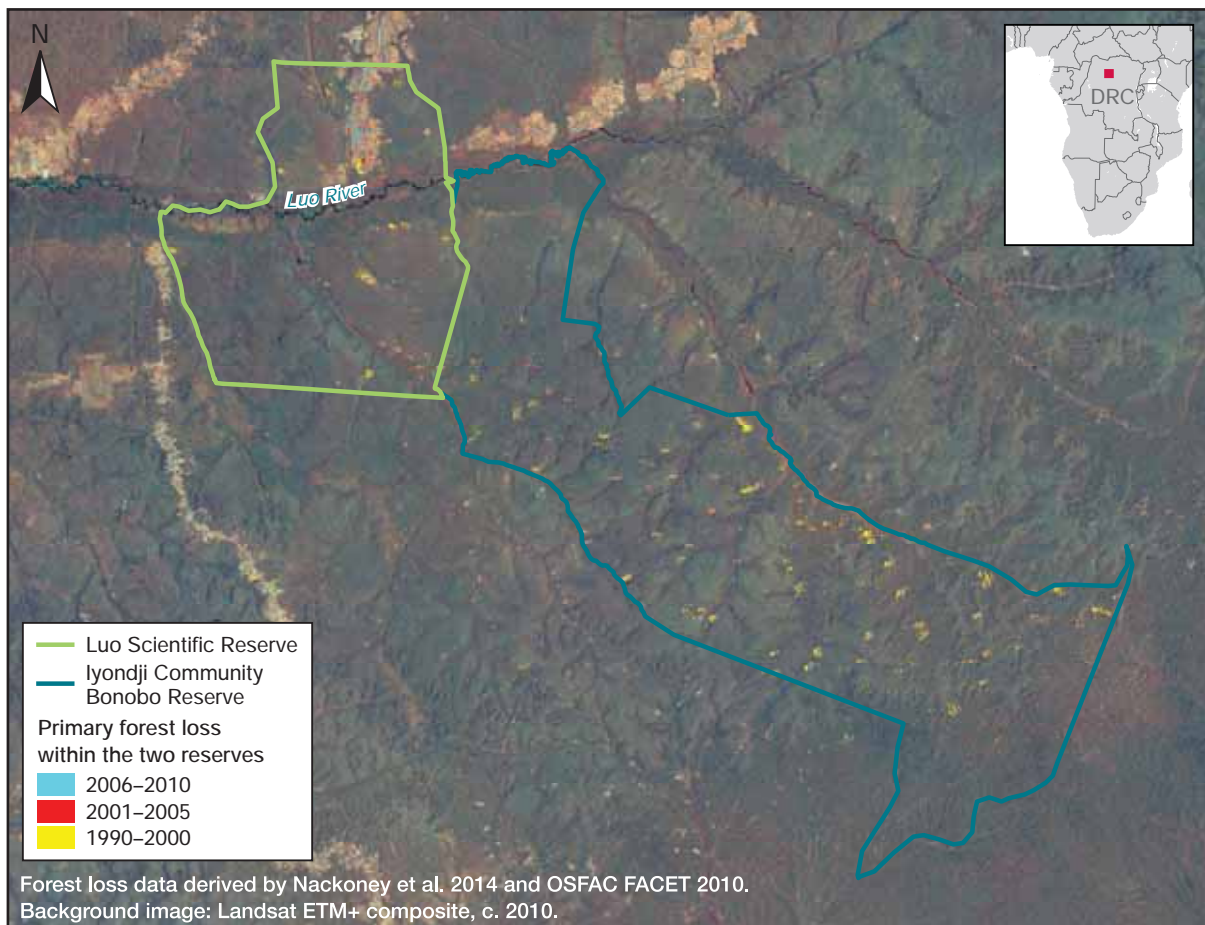 N
DRC
Luo River
Luo Scientific Reserve
Iyondji Community
Bonobo Reserve
Primary forest loss
within the two reserves
2006–2010
2001–2005
1990–2000
Forest loss data derived by Nackoney et al. 2014 and OSFAC FACET 2010.
Background image: Landsat ETM+ composite, c. 2010.